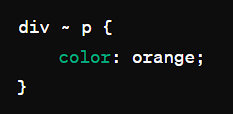 div ~ p {
    color: orange;
}